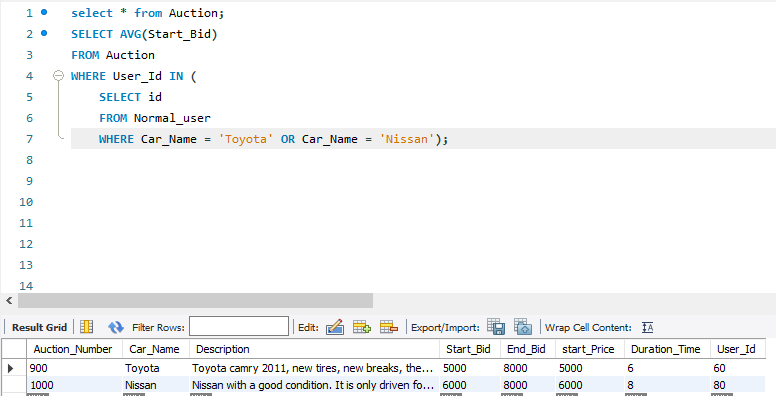 1 select * from Auction;
2 SELECT AVG(Start_Bid)
3 FROM Auction
4 WHERE User_Id IN (
5 SELECT id
6 FROM Normal_user
7 WHERE Car_Name = 'Toyota' OR Car_Name = 'Nissan');
8
9
10
11
12
13
14
Result Grid Filter Rows: Edit: Export/Import: Wrap Cell Content: IA
Auction_Number Car_Name Description Start_Bid End_Bid start_Price Duration_Time User_Id
900 Toyota Toyota camry 2011, new tires, new breaks, the... 5000 8000 5000 6 60
1000 Nissan Nissan with a good condition. It is only driven fo... 6000 8000 6000 8 80